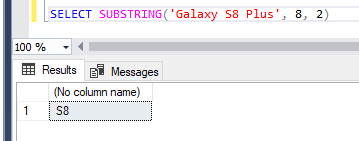 SELECT SUBSTRING('Galaxy S8 Plus', 8, 2)
100 %
Results Messages
(No column name)
1 S8